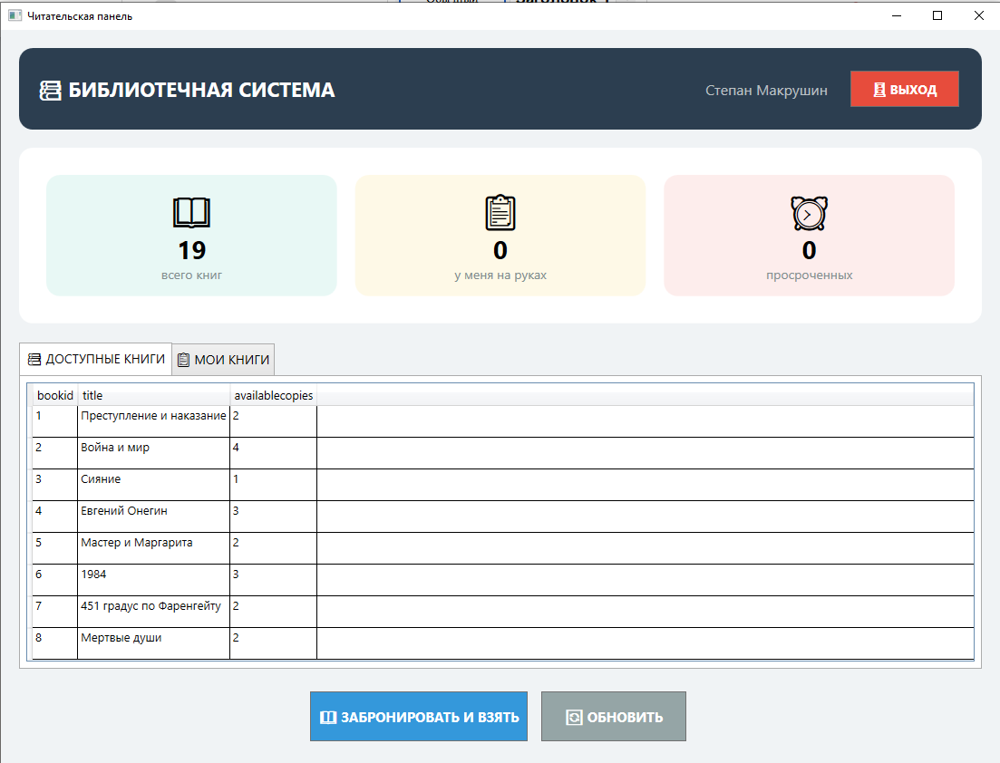 Читательская панель
БИБЛИОТЕЧНАЯ СИСТЕМА
Степан Макрушин
ВЫХОД
19
всего книг
0
у меня на руках
0
просроченных
ДОСТУПНЫЕ КНИГИ
МОИ КНИГИ
bookid title availablecopies
1 Преступление и наказание 2
2 Война и мир 4
3 Сияние 1
4 Евгений Онегин 3
5 Мастер и Маргарита 2
6 1984 3
7 451 градус по Фаренгейту 2
8 Мертвые души 2
ЗАБРОНИРОВАТЬ И ВЗЯТЬ
ОБНОВИТЬ